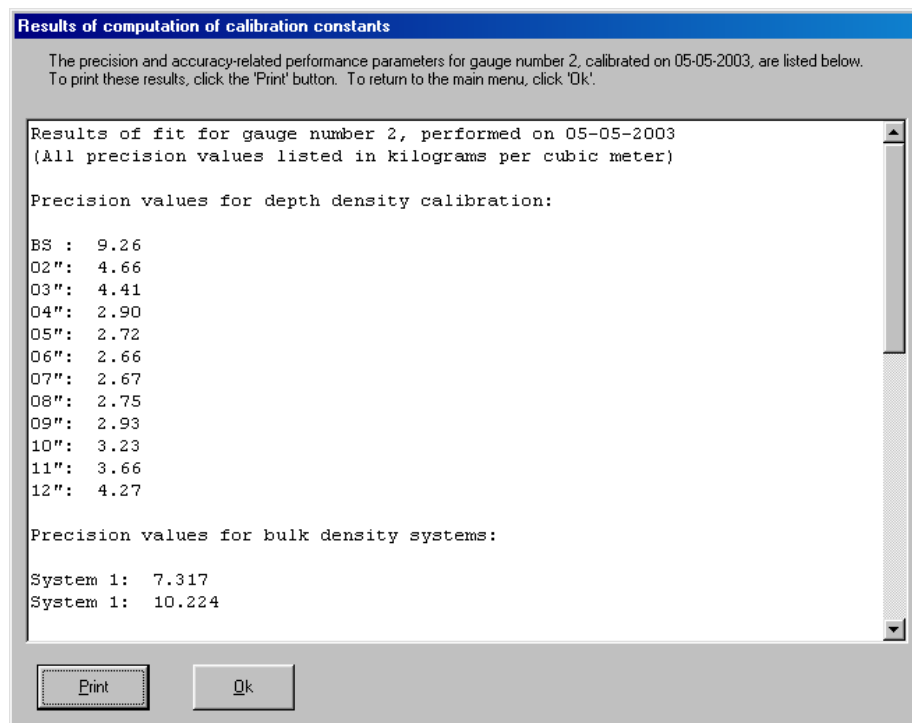 Results of computation of calibration constants
The precision and accuracy-related performance parameters for gauge number 2, calibrated on 05-05-2003, are listed below.
To print these results, click the 'Print' button. To return to the main menu, click 'Ok'.
Results of fit for gauge number 2, performed on 05-05-2003
(All precision values listed in kilograms per cubic meter)
Precision values for depth density calibration:
BS : 9.26
02": 4.66
03": 4.41
04": 2.90
05": 2.72
06": 2.66
07": 2.67
08": 2.75
09": 2.93
10": 3.23
11": 3.66
12": 4.27
Precision values for bulk density systems:
System 1: 7.317
System 1: 10.224
Print
Ok